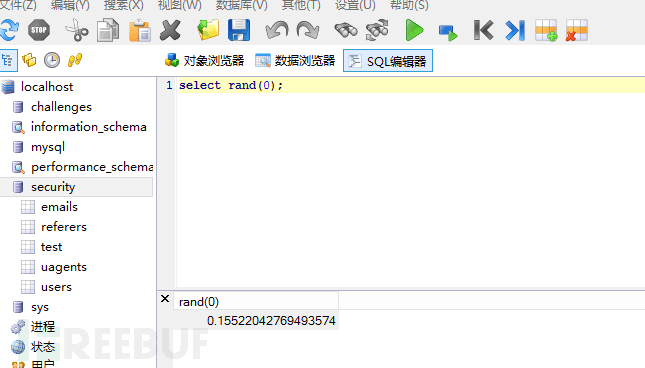 文件(Z) 编辑(Y) 搜索(X) 视图(W) 数据库(V) 其他(T) 设置(U) 帮助(S)
STOP
对象浏览器 数据浏览器 SQL编辑器
localhost
challenges
information_schema
mysql
performance_schema
security
emails
referers
test
uagents
users
sys
进程
状态
用户
1 select rand(0);
rand(0)
0.15522042769493574
REEBUF